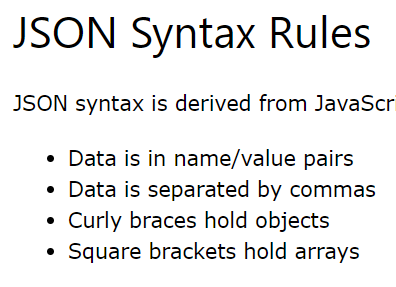 JSON Syntax Rules
JSON syntax is derived from
Data is in name/value pairs
Data is separated by commas
Curly braces hold objects
Square brackets hold arrays